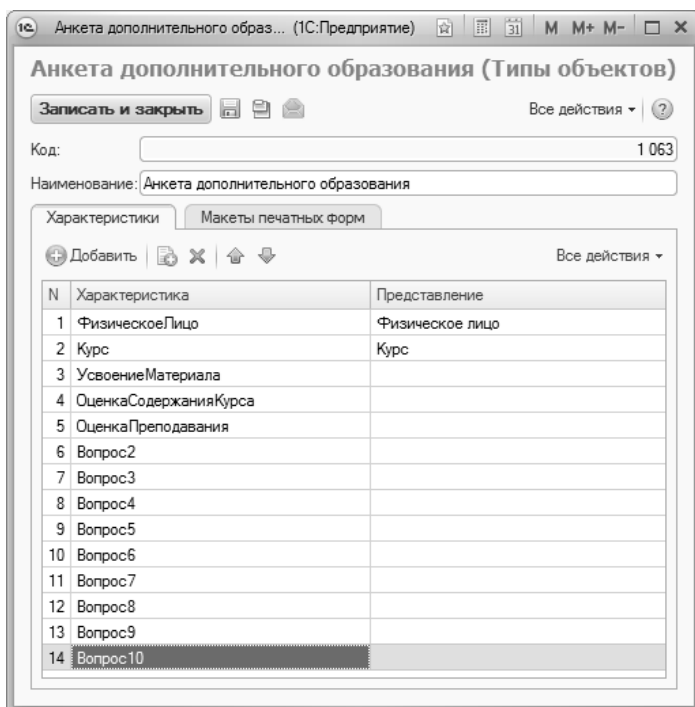 Анкета дополнительного образ... (1С:Предприятие) 31 M M+ M-
Анкета дополнительного образования (Типы объектов)
Записать и закрыть Все действия
Код: 1 063
Наименование: Анкета дополнительного образования
Характеристики Макеты печатных форм
Добавить Все действия
N Характеристика Представление
1 ФизическоеЛицо Физическое лицо
2 Курс Курс
3 УсвоениеМатериала
4 ОценкаСодержанияКурса
5 ОценкаПреподавания
6 Вопрос2
7 Вопрос3
8 Вопрос4
9 Вопрос5
10 Вопрос6
11 Вопрос7
12 Вопрос8
13 Вопрос9
14 Вопрос10